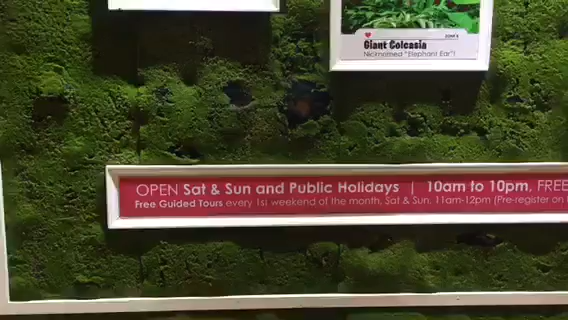 Giant Colcasia
Nicknamed "Elephant Ear"!
OPEN Sat & Sun and Public Holidays | 10am to 10pm, FREE
Free Guided Tours every 1st weekend of the month, Sat & Sun, 11am-12pm (Pre-register on